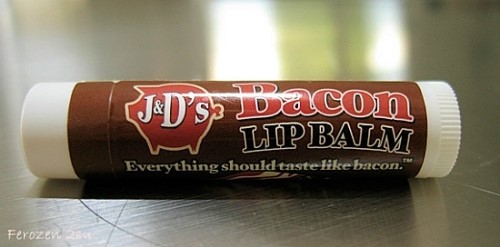 J&D's
Bacon
LIP BALM
Everything should taste like bacon.™
Ferozen